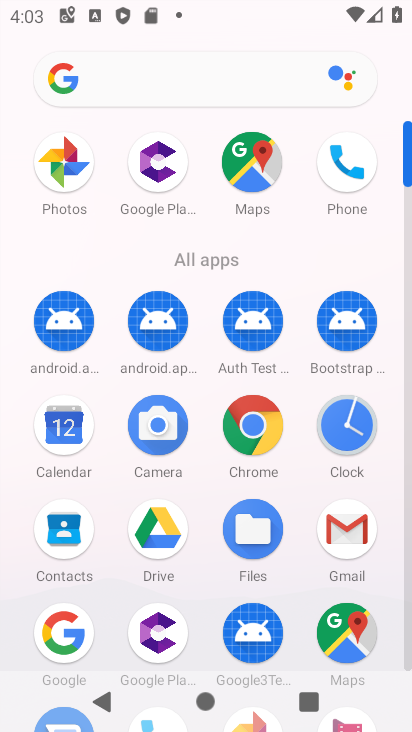 4:03
Photos
Google Pla...
Maps
Phone
All apps
android.a...
android.ap...
Auth Test ...
Bootstrap ...
12
Calendar
Camera
Chrome
Clock
Contacts
Drive
Files
Gmail
Google
Google Pla...
Google3Te...
Maps